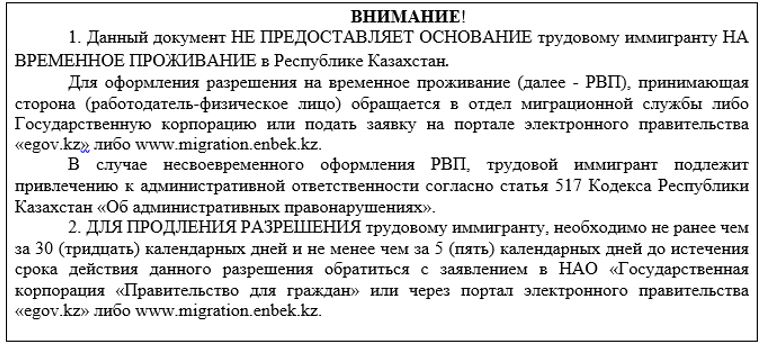 ВНИМАНИЕ!
1. Данный документ НЕ ПРЕДОСТАВЛЯЕТ ОСНОВАНИЕ трудовому иммигранту НА
ВРЕМЕННОЕ ПРОЖИВАНИЕ в Республике Казахстан.
Для оформления разрешения на временное проживание (далее - РВП), принимающая
сторона (работодатель-физическое лицо) обращается в отдел миграционной службы либо
Государственную корпорацию или подать заявку на портале электронного правительства
«egov.kz» либо www.migration.enbek.kz.
В случае несвоевременного оформления РВП, трудовой иммигрант подлежит
привлечению к административной ответственности согласно статья 517 Кодекса Республики
Казахстан «Об административных правонарушениях».
2. ДЛЯ ПРОДЛЕНИЯ РАЗРЕШЕНИЯ трудовому иммигранту, необходимо не ранее чем
за 30 (тридцать) календарных дней и не менее чем за 5 (пять) календарных дней до истечения
срока действия данного разрешения обратиться с заявлением в НАО «Государственная
корпорация «Правительство для граждан» или через портал электронного правительства
«egov.kz» либо www.migration.enbek.kz.